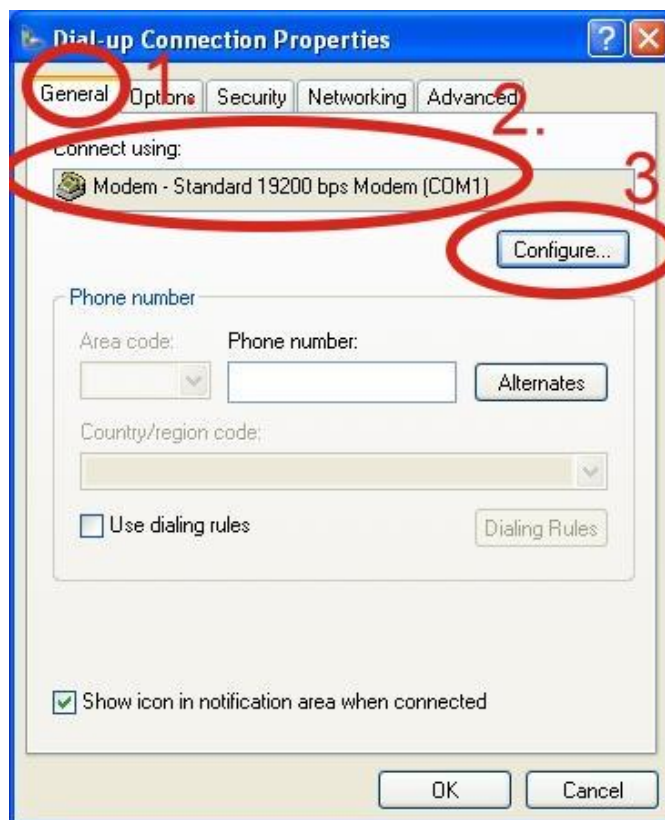 Dial-up Connection Properties
1.
General Options Security Networking Advanced
2.
Connect using:
Modem - Standard 19200 bps Modem (COM1)
3
Configure...
Phone number
Area code: Phone number:
Alternates
Country/region code:
Use dialing rules
Dialing Rules
Show icon in notification area when connected
OK Cancel